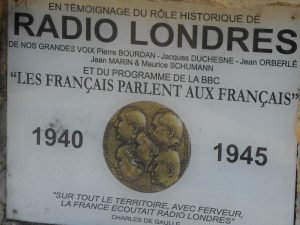 EN TÉMOIGNAGE DU RÔLE HISTORIQUE DE
RADIO LONDRES
DE NOS GRANDES VOIX Pierre BOURDAN - Jacques DUCHESNE - Jean OBERLÉ
Jean MARIN & Maurice SCHUMANN
ET DU PROGRAMME DE LA BBC
"LES FRANÇAIS PARLENT AUX FRANÇAIS"
1940 1945
"SUR TOUT LE TERRITOIRE, AVEC FERVEUR,
LA FRANCE ECOUTAIT RADIO LONDRES"
CHARLES DE GAULLE